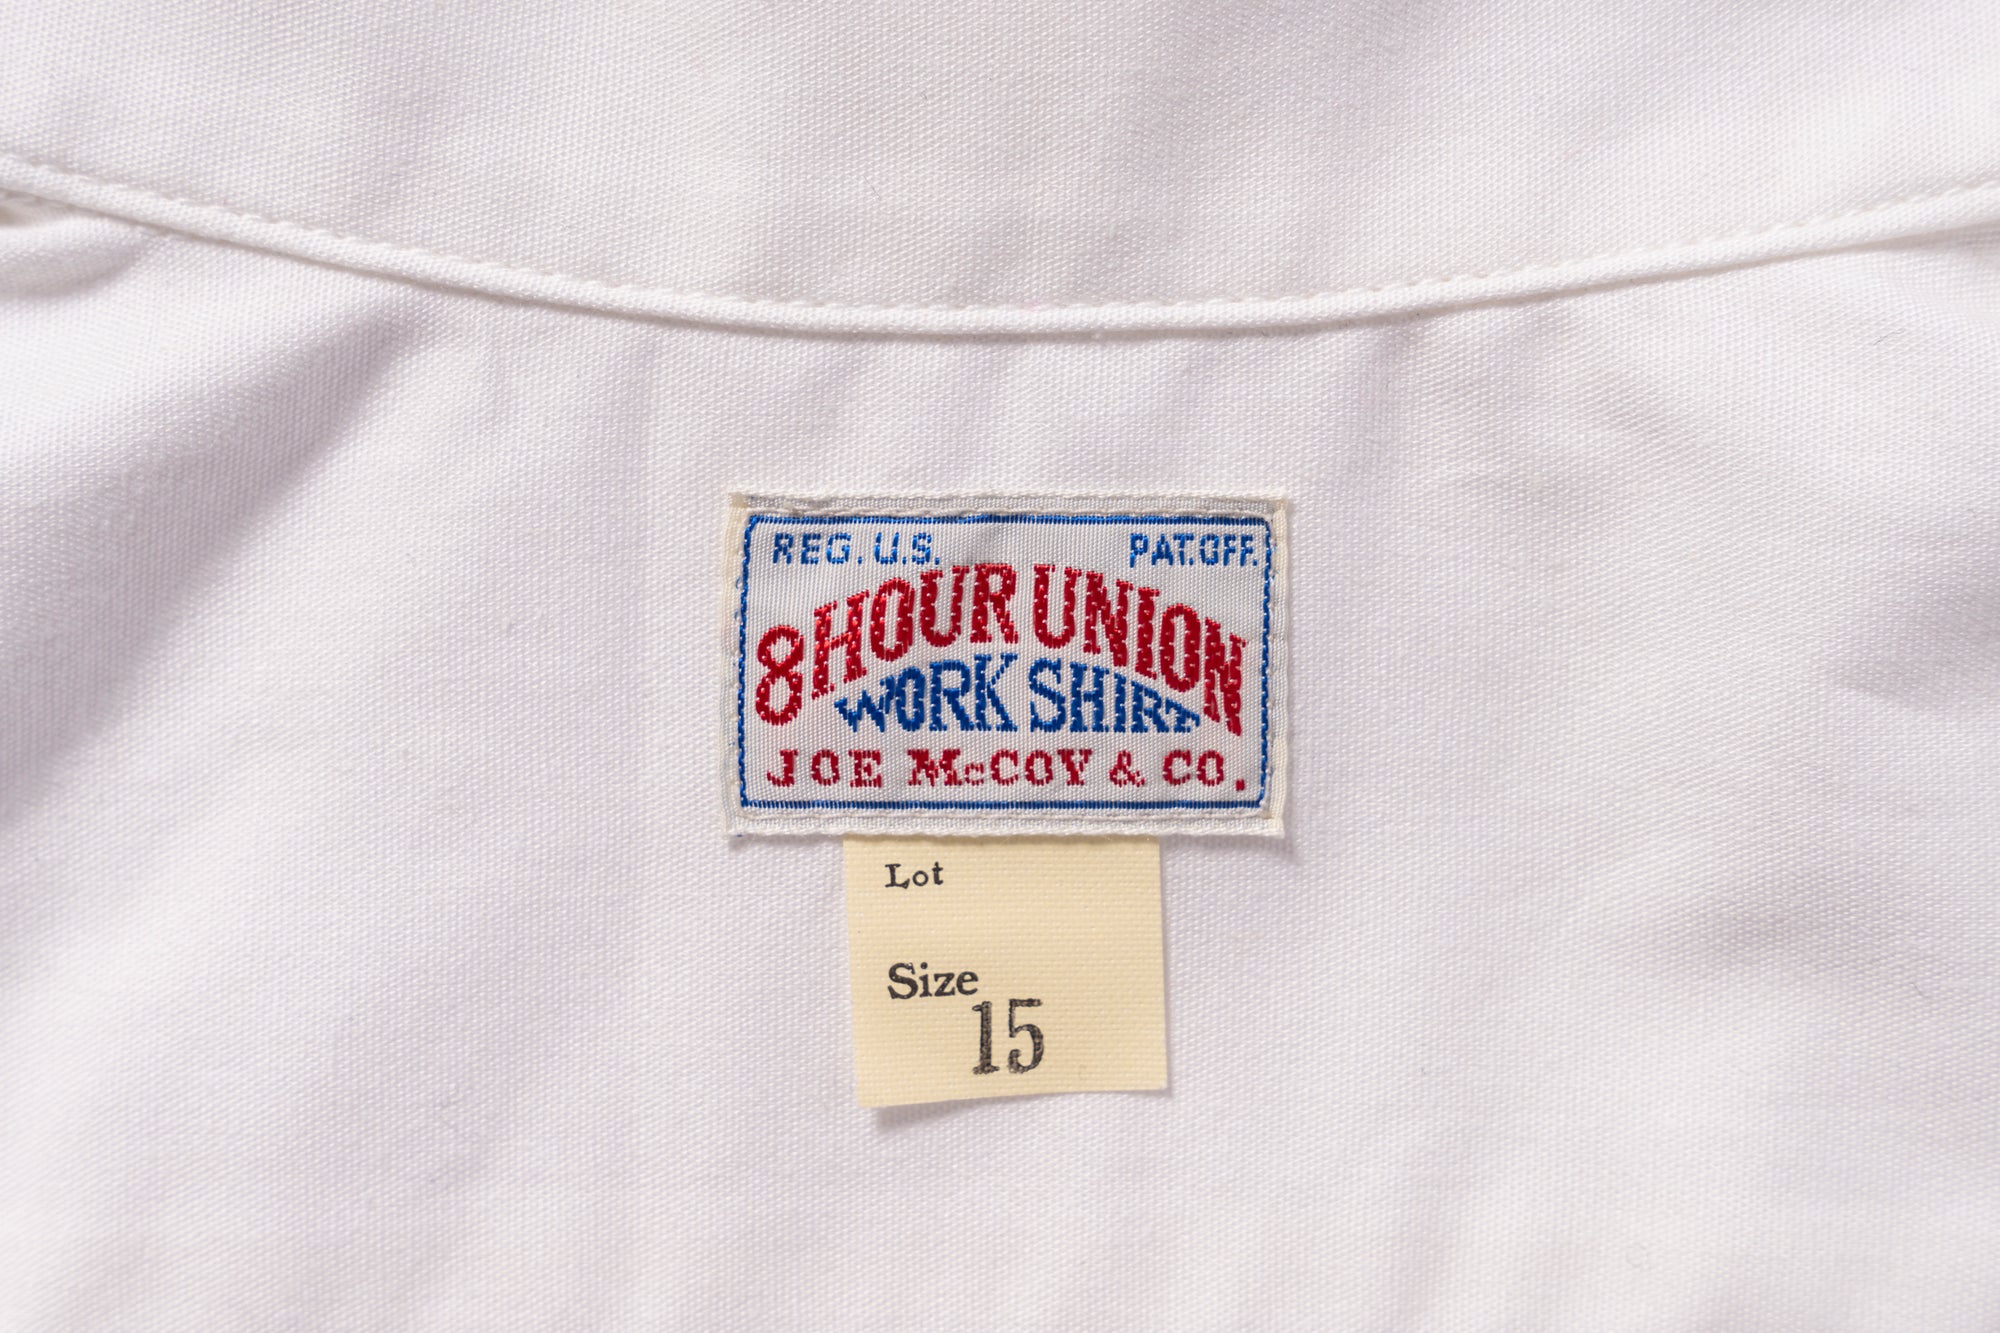 REG. U.S. PAT.OFF.
8 HOUR UNION
WORK SHIRT
JOE McCOY & CO.
Lot
Size
15